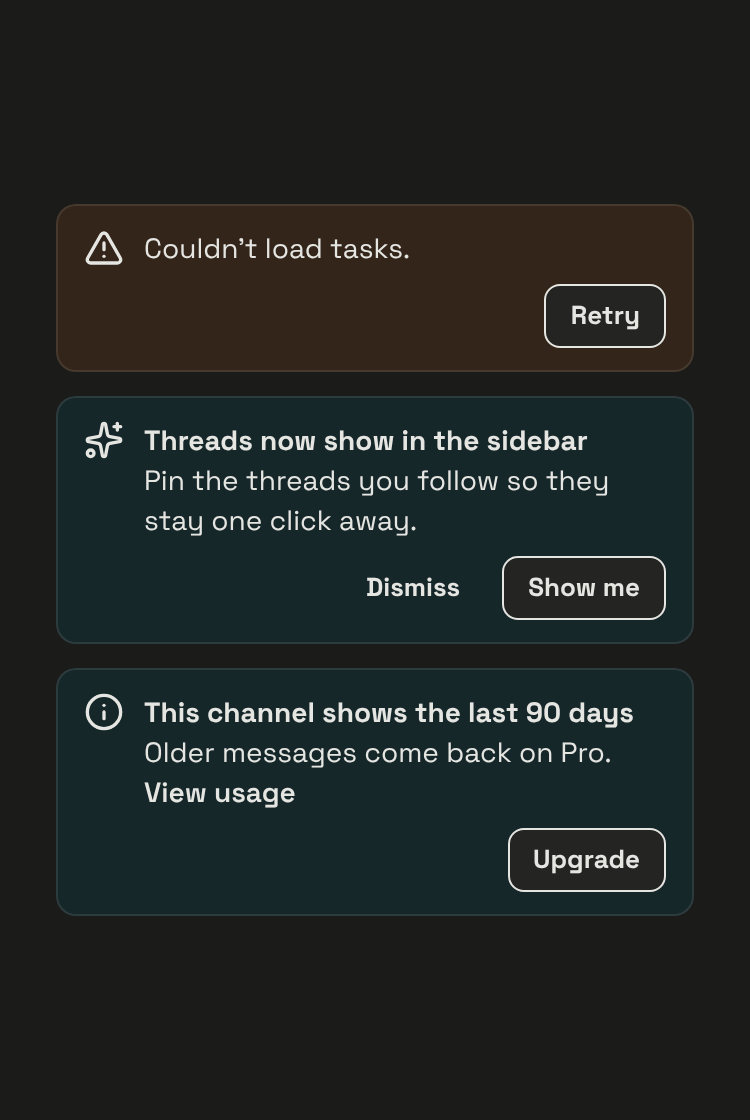 Couldn’t load tasks.
Retry
Threads now show in the sidebar
Pin the threads you follow so they
stay one click away.
Dismiss
Show me
This channel shows the last 90 days
Older messages come back on Pro.
View usage
Upgrade